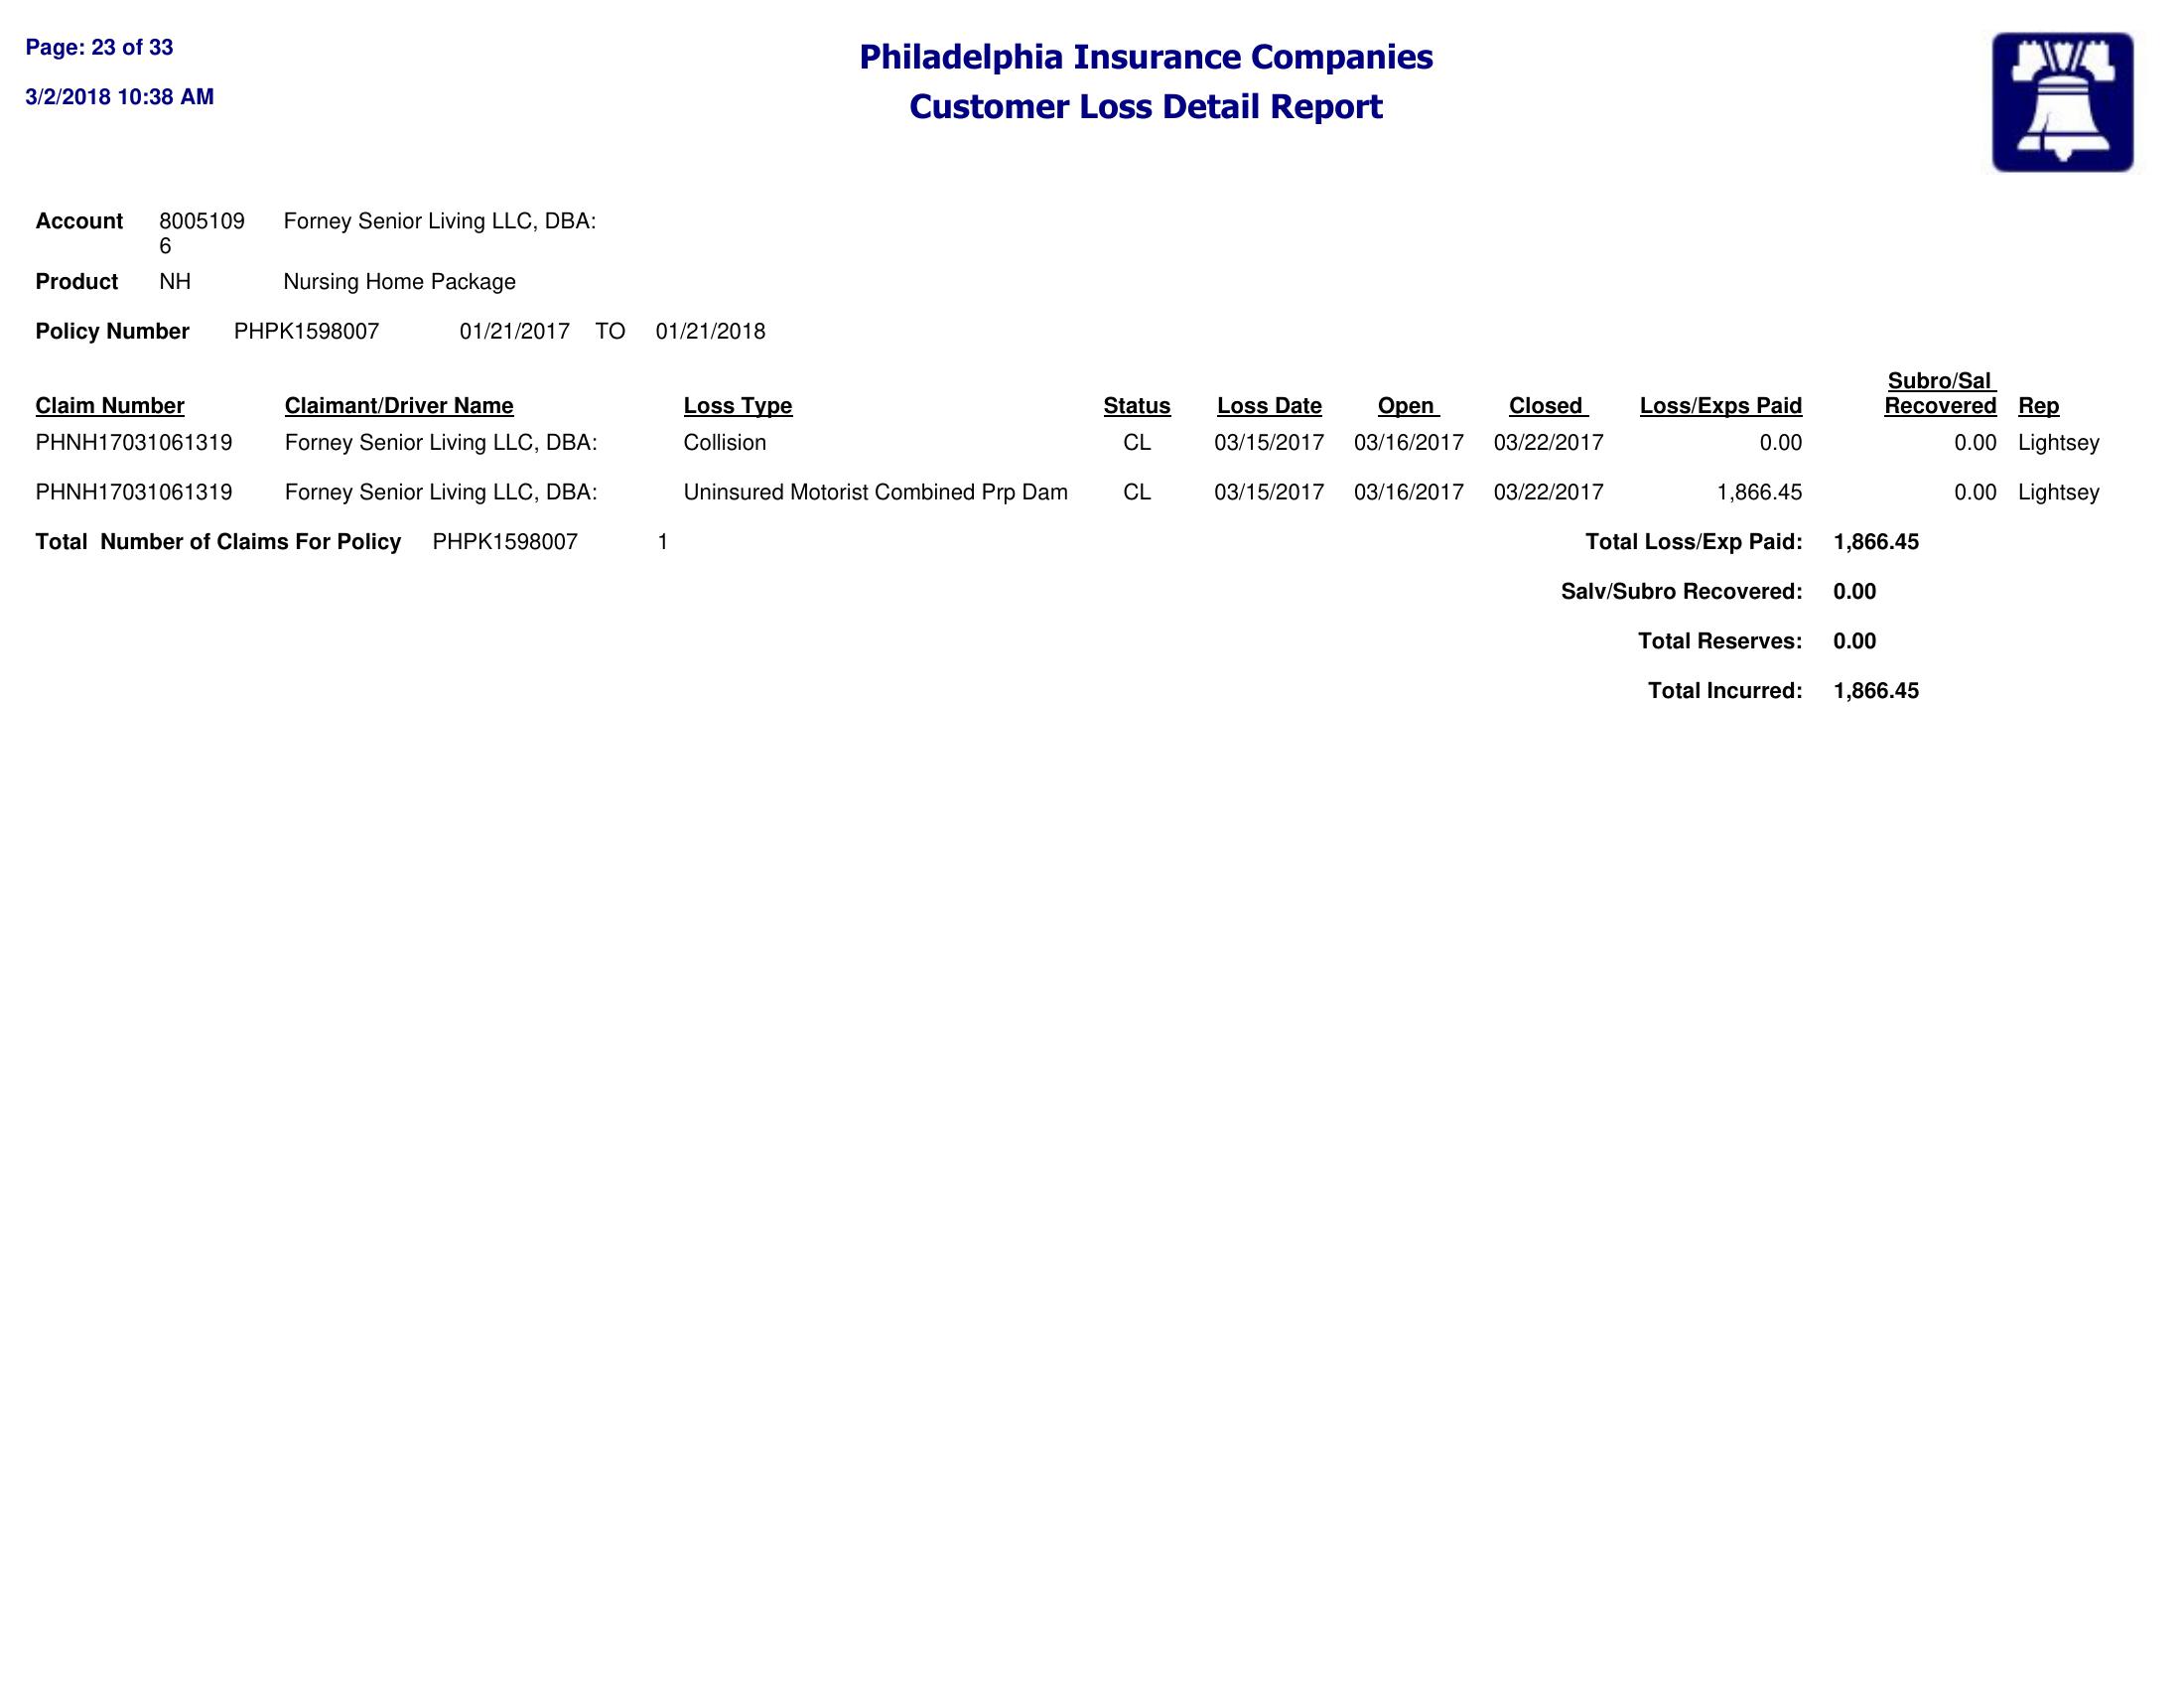 Page: 23 of 33
3/2/2018 10:38 AM
Philadelphia Insurance Companies
Customer Loss Detail Report
Account 8005109 Forney Senior Living LLC, DBA:
6
Product NH Nursing Home Package
Policy Number PHPK1598007 01/21/2017 TO 01/21/2018
Subro/Sal
Claim Number Claimant/Driver Name Loss Type Status Loss Date Open Closed Loss/Exps Paid Recovered Rep
PHNH17031061319 Forney Senior Living LLC, DBA: Collision CL 03/15/2017 03/16/2017 03/22/2017 0.00 0.00 Lightsey
PHNH17031061319 Forney Senior Living LLC, DBA: Uninsured Motorist Combined Prp Dam CL 03/15/2017 03/16/2017 03/22/2017 1,866.45 0.00 Lightsey
Total Number of Claims For Policy PHPK1598007 1 Total Loss/Exp Paid: 1,866.45
Salv/Subro Recovered: 0.00
Total Reserves: 0.00
Total Incurred: 1,866.45